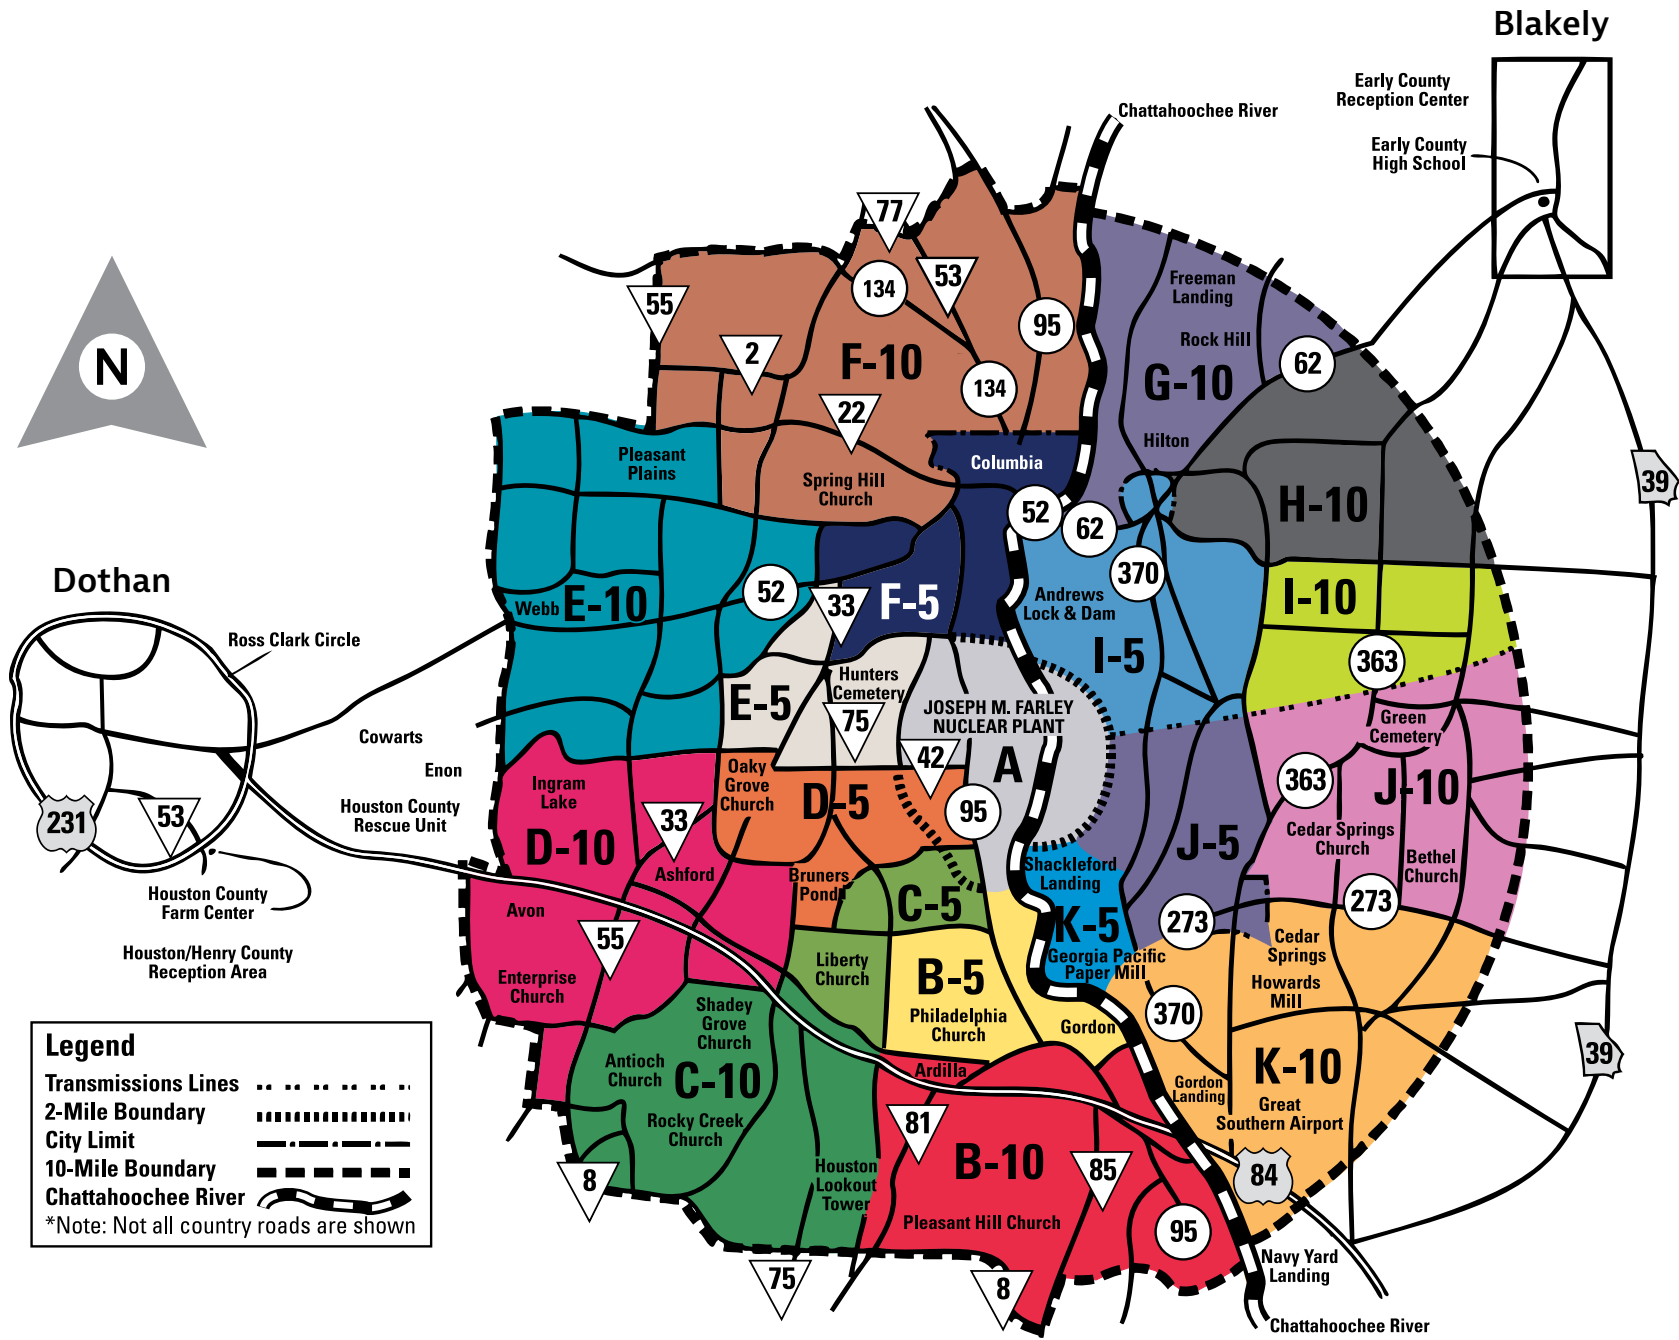 Blakely
Early County
Reception Center
Early County
High School
Chattahoochee River
77
134
53
55
95
2
F-10
134
22
Freeman
Landing
Rock Hill
62
G-10
Hilton
N
Pleasant
Plains
Spring Hill
Church
Columbia
52
62
H-10
39
370
Dothan
Webb
E-10
52
33
F-5
Andrews
Lock & Dam
I-10
I-5
363
Ross Clark Circle
Hunters
Cemetery
E-5
75
JOSEPH M. FARLEY
NUCLEAR PLANT
A
42
Green
Cemetery
Cowarts
Enon
Houston County
Rescue Unit
231
53
Ingram
Lake
D-10
33
Oaky
Grove
Church
D-5
95
363
J-10
Cedar Springs
Church
J-5
Bethel
Church
Ashford
Bruners
Pond
C-5
Shackleford
Landing
K-5
273
273
Houston County
Farm Center
Avon
55
Houston/Henry County
Reception Area
Enterprise
Church
Liberty
Church
B-5
Philadelphia
Church
Georgia Pacific
Paper Mill
Cedar
Springs
Howards
Mill
370
Gordon
Shadey
Grove
Church
Antioch
Church
C-10
Rocky Creek
Church
Ardilla
81
B-10
85
Gordon
Landing
K-10
Great
Southern Airport
39
8
Houston
Lookout
Tower
Pleasant Hill Church
95
84
75
8
Navy Yard
Landing
Chattahoochee River
Legend
Transmissions Lines
2-Mile Boundary
City Limit
10-Mile Boundary
Chattahoochee River
*Note: Not all country roads are shown